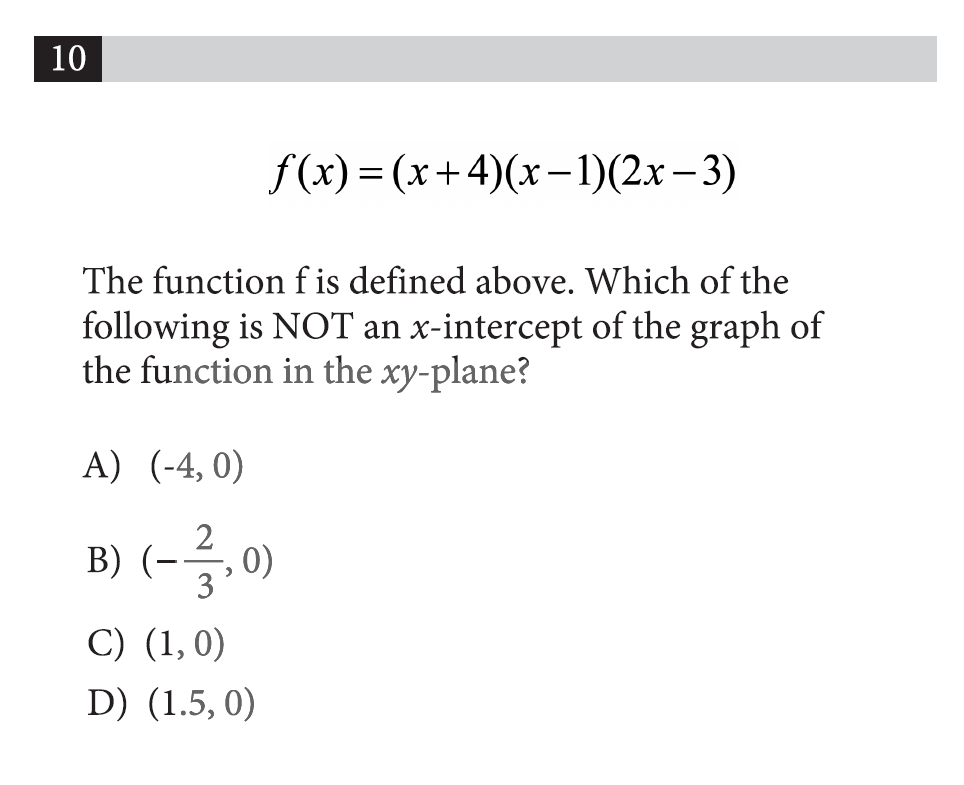 10
f(x) = (x+4)(x−1)(2x−3)
The function f is defined above. Which of the
following is NOT an x-intercept of the graph of
the function in the xy-plane?
A) (-4, 0)
B) (−2/3, 0)
C) (1, 0)
D) (1.5, 0)